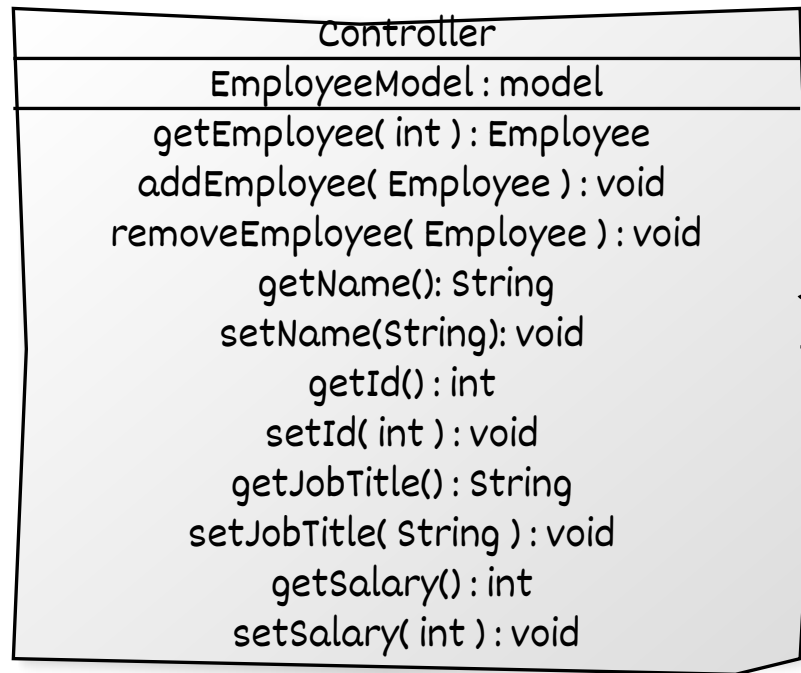 Controller
EmployeeModel : model
getEmployee( int ) : Employee
addEmployee( Employee ) : void
removeEmployee( Employee ) : void
getName(): String
setName(String): void
getId() : int
setId( int ) : void
getJobTitle() : String
setJobTitle( String ) : void
getSalary() : int
setSalary( int ) : void